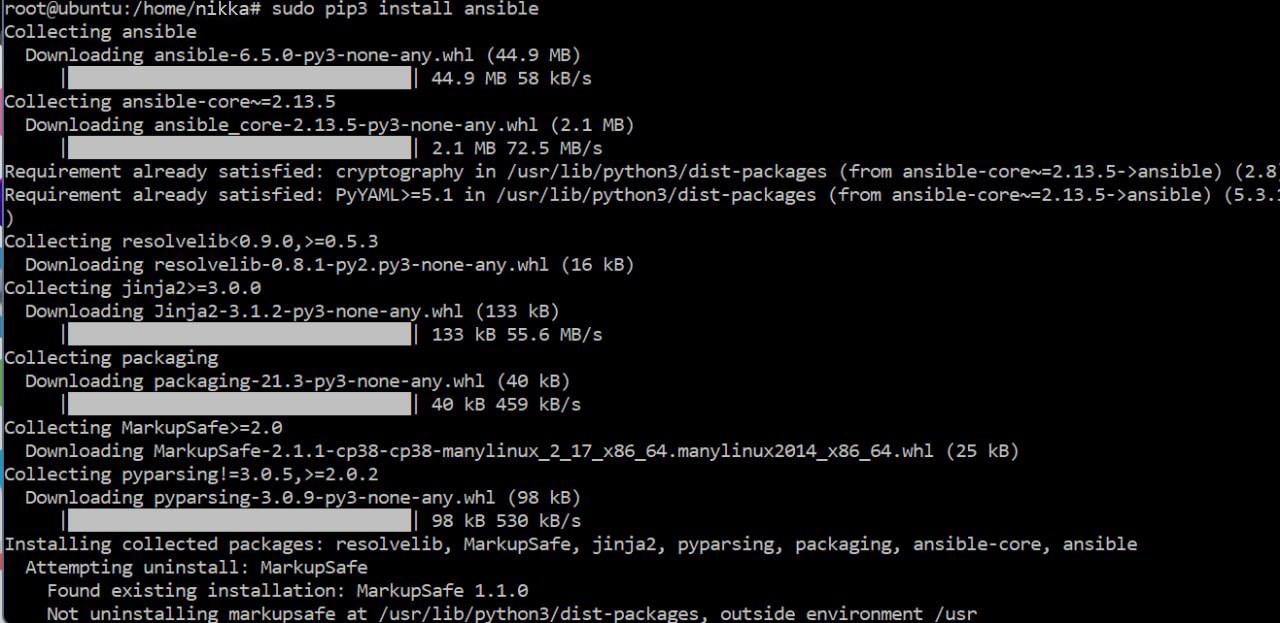 root@ubuntu:/home/nikka# sudo pip3 install ansible
Collecting ansible
  Downloading ansible-6.5.0-py3-none-any.whl (44.9 MB)
     |                                | 44.9 MB 58 kB/s
Collecting ansible-core~=2.13.5
  Downloading ansible_core-2.13.5-py3-none-any.whl (2.1 MB)
     |                                | 2.1 MB 72.5 MB/s
Requirement already satisfied: cryptography in /usr/lib/python3/dist-packages (from ansible-core~=2.13.5->ansible) (2.8)
Requirement already satisfied: PyYAML>=5.1 in /usr/lib/python3/dist-packages (from ansible-core~=2.13.5->ansible) (5.3.1
)
Collecting resolvelib<0.9.0,>=0.5.3
  Downloading resolvelib-0.8.1-py2.py3-none-any.whl (16 kB)
Collecting jinja2>=3.0.0
  Downloading Jinja2-3.1.2-py3-none-any.whl (133 kB)
     |                                | 133 kB 55.6 MB/s
Collecting packaging
  Downloading packaging-21.3-py3-none-any.whl (40 kB)
     |                                | 40 kB 459 kB/s
Collecting MarkupSafe>=2.0
  Downloading MarkupSafe-2.1.1-cp38-cp38-manylinux_2_17_x86_64.manylinux2014_x86_64.whl (25 kB)
Collecting pyparsing!=3.0.5,>=2.0.2
  Downloading pyparsing-3.0.9-py3-none-any.whl (98 kB)
     |                                | 98 kB 530 kB/s
Installing collected packages: resolvelib, MarkupSafe, jinja2, pyparsing, packaging, ansible-core, ansible
  Attempting uninstall: MarkupSafe
    Found existing installation: MarkupSafe 1.1.0
    Not uninstalling markupsafe at /usr/lib/python3/dist-packages, outside environment /usr